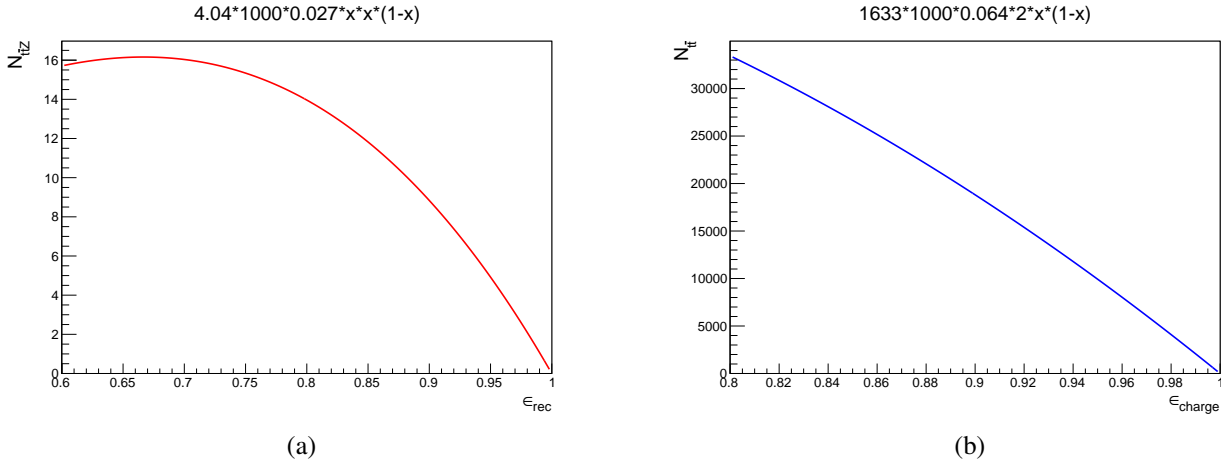 4.04*1000*0.027*x*x*(1-x)
N_tt̄Z
16
14
12
10
8
6
4
2
0
0.6 0.65 0.7 0.75 0.8 0.85 0.9 0.95 1
∈rec
(a)
1633*1000*0.064*2*x*(1-x)
N_tt̄
30000
25000
20000
15000
10000
5000
0
0.8 0.82 0.84 0.86 0.88 0.9 0.92 0.94 0.96 0.98 1
∈charge
(b)